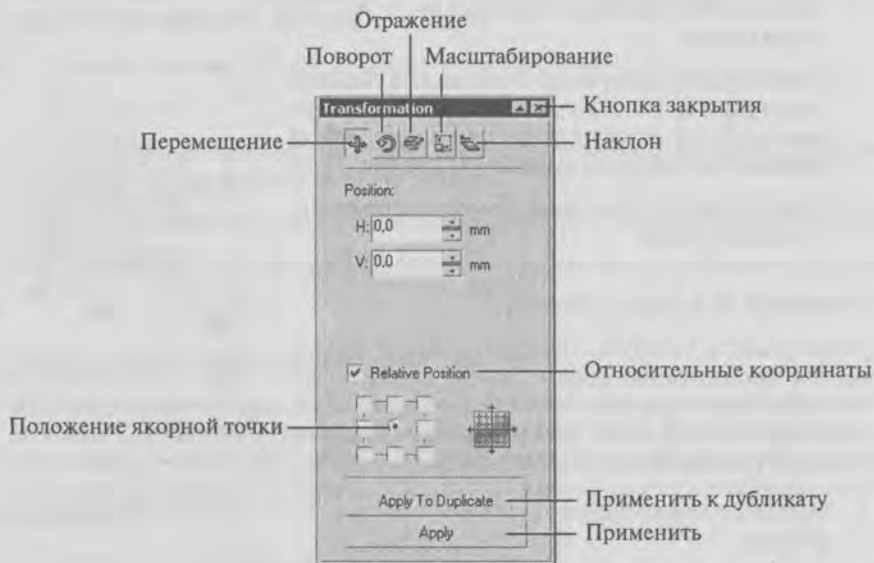 Отражение
Поворот Масштабирование
Transformation
Кнопка закрытия
Перемещение
Наклон
Position:
H: 0,0 mm
V: 0,0 mm
Relative Position
Относительные координаты
Положение якорной точки
Apply To Duplicate
Применить к дубликату
Apply
Применить